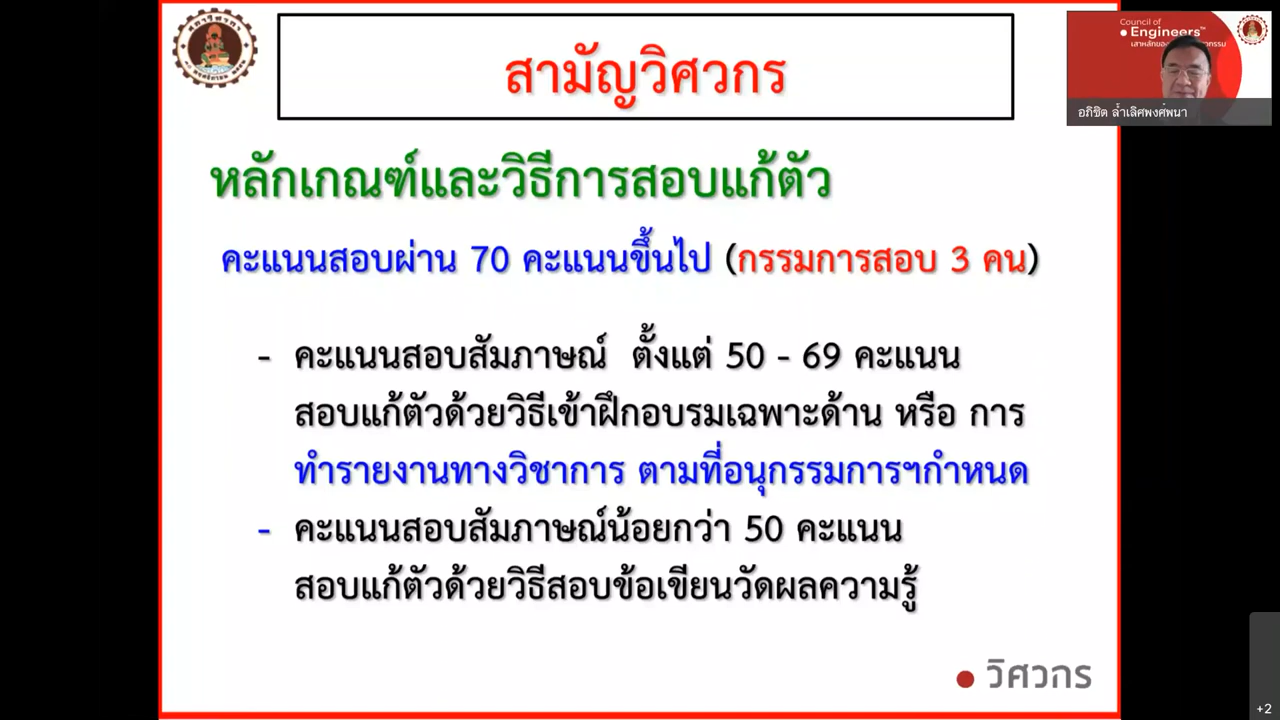 สามัญวิศวกร
หลักเกณฑ์และวิธีการสอบแก้ตัว
คะแนนสอบผ่าน 70 คะแนนขึ้นไป (กรรมการสอบ 3 คน)
- คะแนนสอบสัมภาษณ์ ตั้งแต่ 50 - 69 คะแนน
สอบแก้ตัวด้วยวิธีเข้าฝึกอบรมเฉพาะด้าน หรือ การ
ทำรายงานทางวิชาการ ตามที่อนุกรรมการฯกำหนด
- คะแนนสอบสัมภาษณ์น้อยกว่า 50 คะแนน
สอบแก้ตัวด้วยวิธีสอบข้อเขียนวัดผลความรู้
วิศวกร
Council of
Engineers
อภิชิต ล้ำเลิศพงศ์พนา
+2